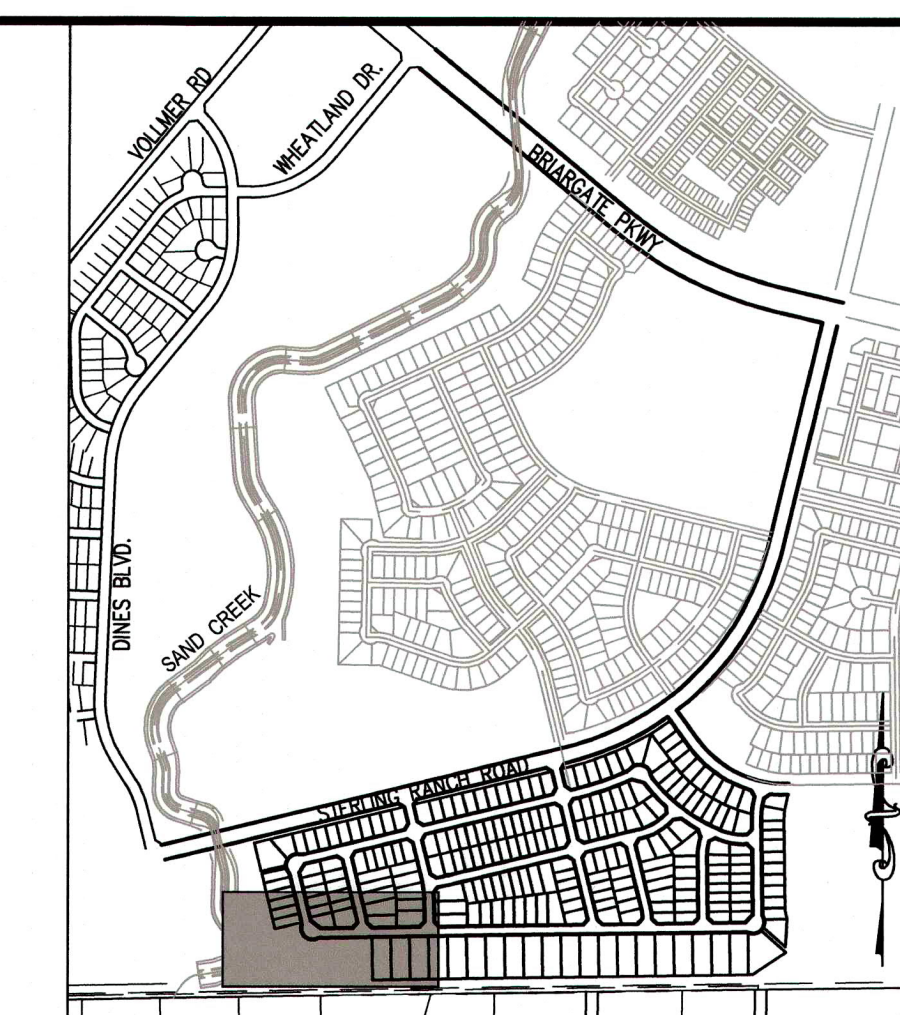 VOLLMER RD
WHEATLAND DR.
BRIARGATE PKWY
DINES BLVD.
SAND CREEK
STERLING RANCH ROAD